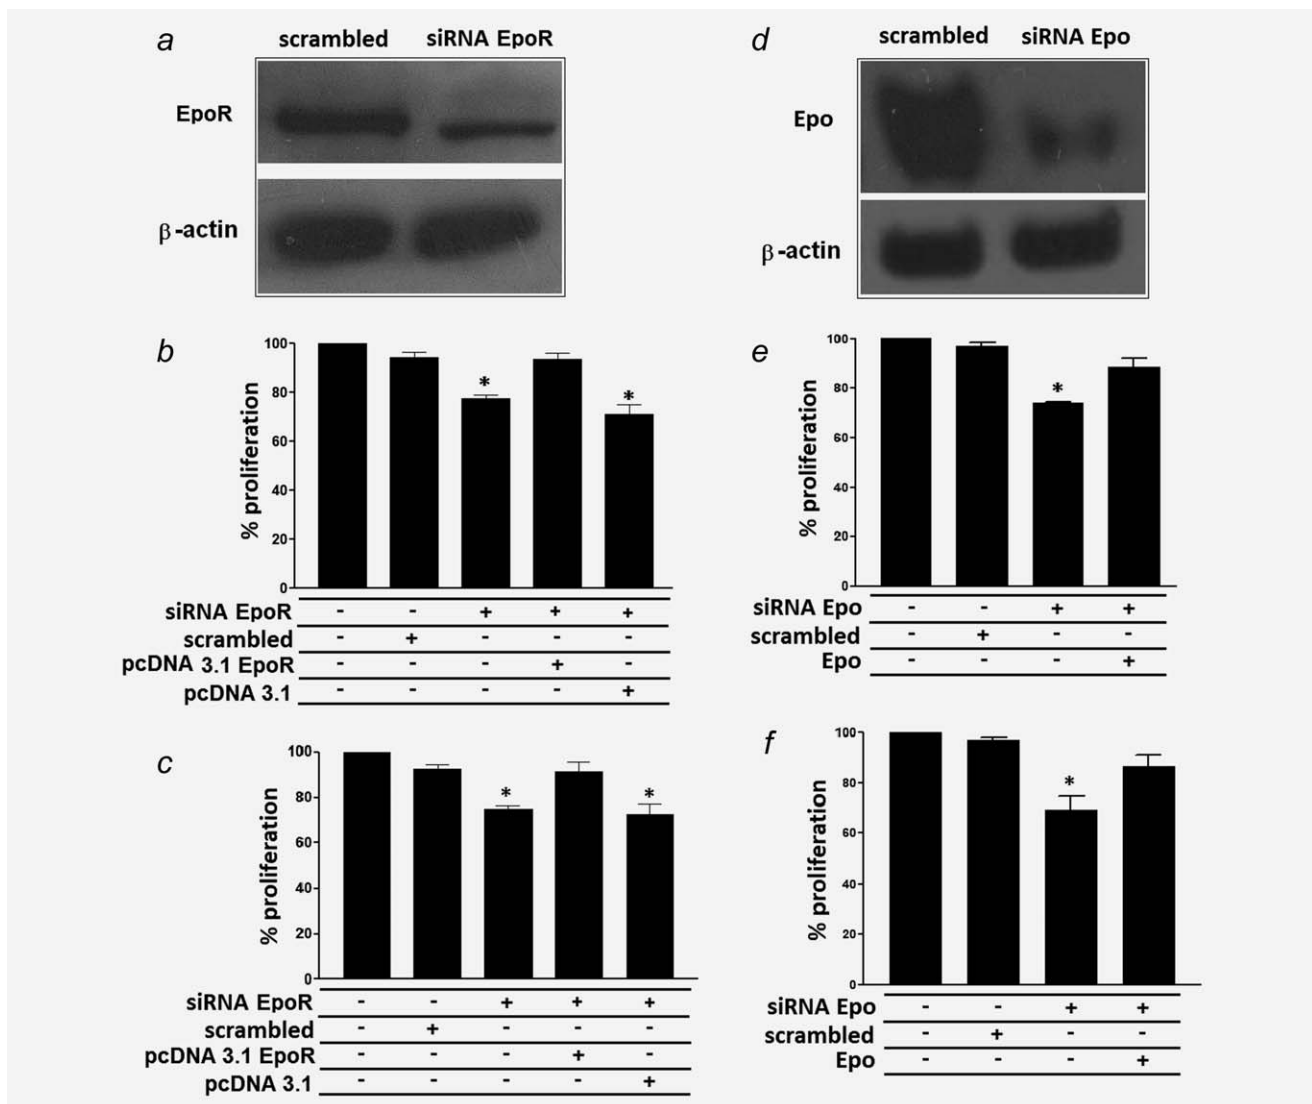 a
scrambled siRNA EpoR
EpoR
β-actin
b
% proliferation
100
80
60
40
20
0
* *
siRNA EpoR - - + + +
scrambled - + - - -
pcDNA 3.1 EpoR - - - + -
pcDNA 3.1 - - - - +
c
% proliferation
100
80
60
40
20
0
* *
siRNA EpoR - - + + +
scrambled - + - - -
pcDNA 3.1 EpoR - - - + -
pcDNA 3.1 - - - - +
d
scrambled siRNA Epo
Epo
β-actin
e
% proliferation
100
80
60
40
20
0
*
siRNA Epo - - + +
scrambled - + - -
Epo - - - +
f
% proliferation
100
80
60
40
20
0
*
siRNA Epo - - + +
scrambled - + - -
Epo - - - +